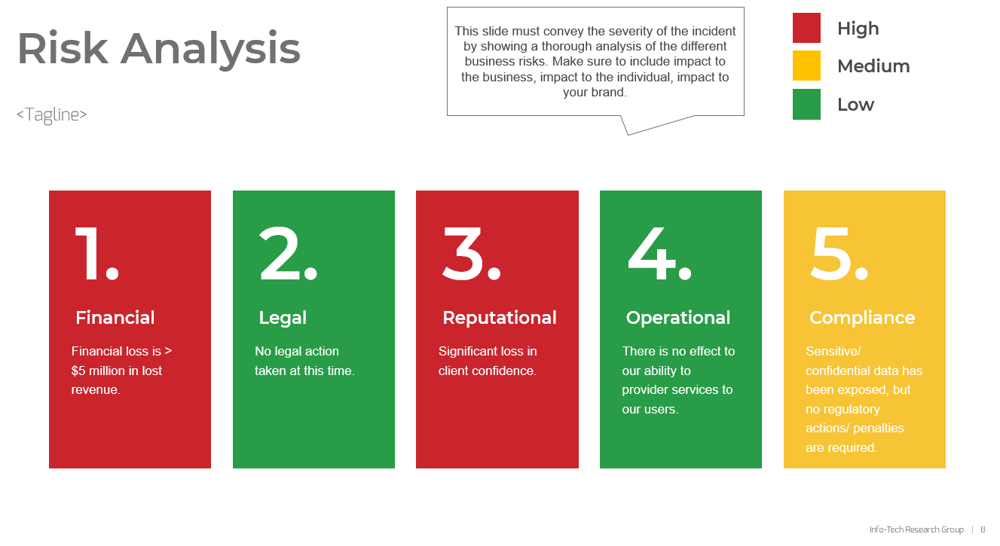 Risk Analysis
<Tagline>
This slide must convey the severity of the incident
by showing a thorough analysis of the different
business risks. Make sure to include impact to
the business, impact to the individual, impact to
your brand.
High
Medium
Low
1.
Financial
Financial loss is >
$5 million in lost
revenue.
2.
Legal
No legal action
taken at this time.
3.
Reputational
Significant loss in
client confidence.
4.
Operational
There is no effect to
our ability to
provider services to
our users.
5.
Compliance
Sensitive/
confidential data has
been exposed, but
no regulatory
actions/ penalties
are required.
Info-Tech Research Group |